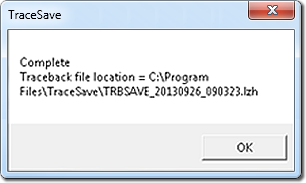 TraceSave
Complete
Traceback file location = C:\Program
Files\TraceSave\TRBSAVE_20130926_090323.lzh
OK